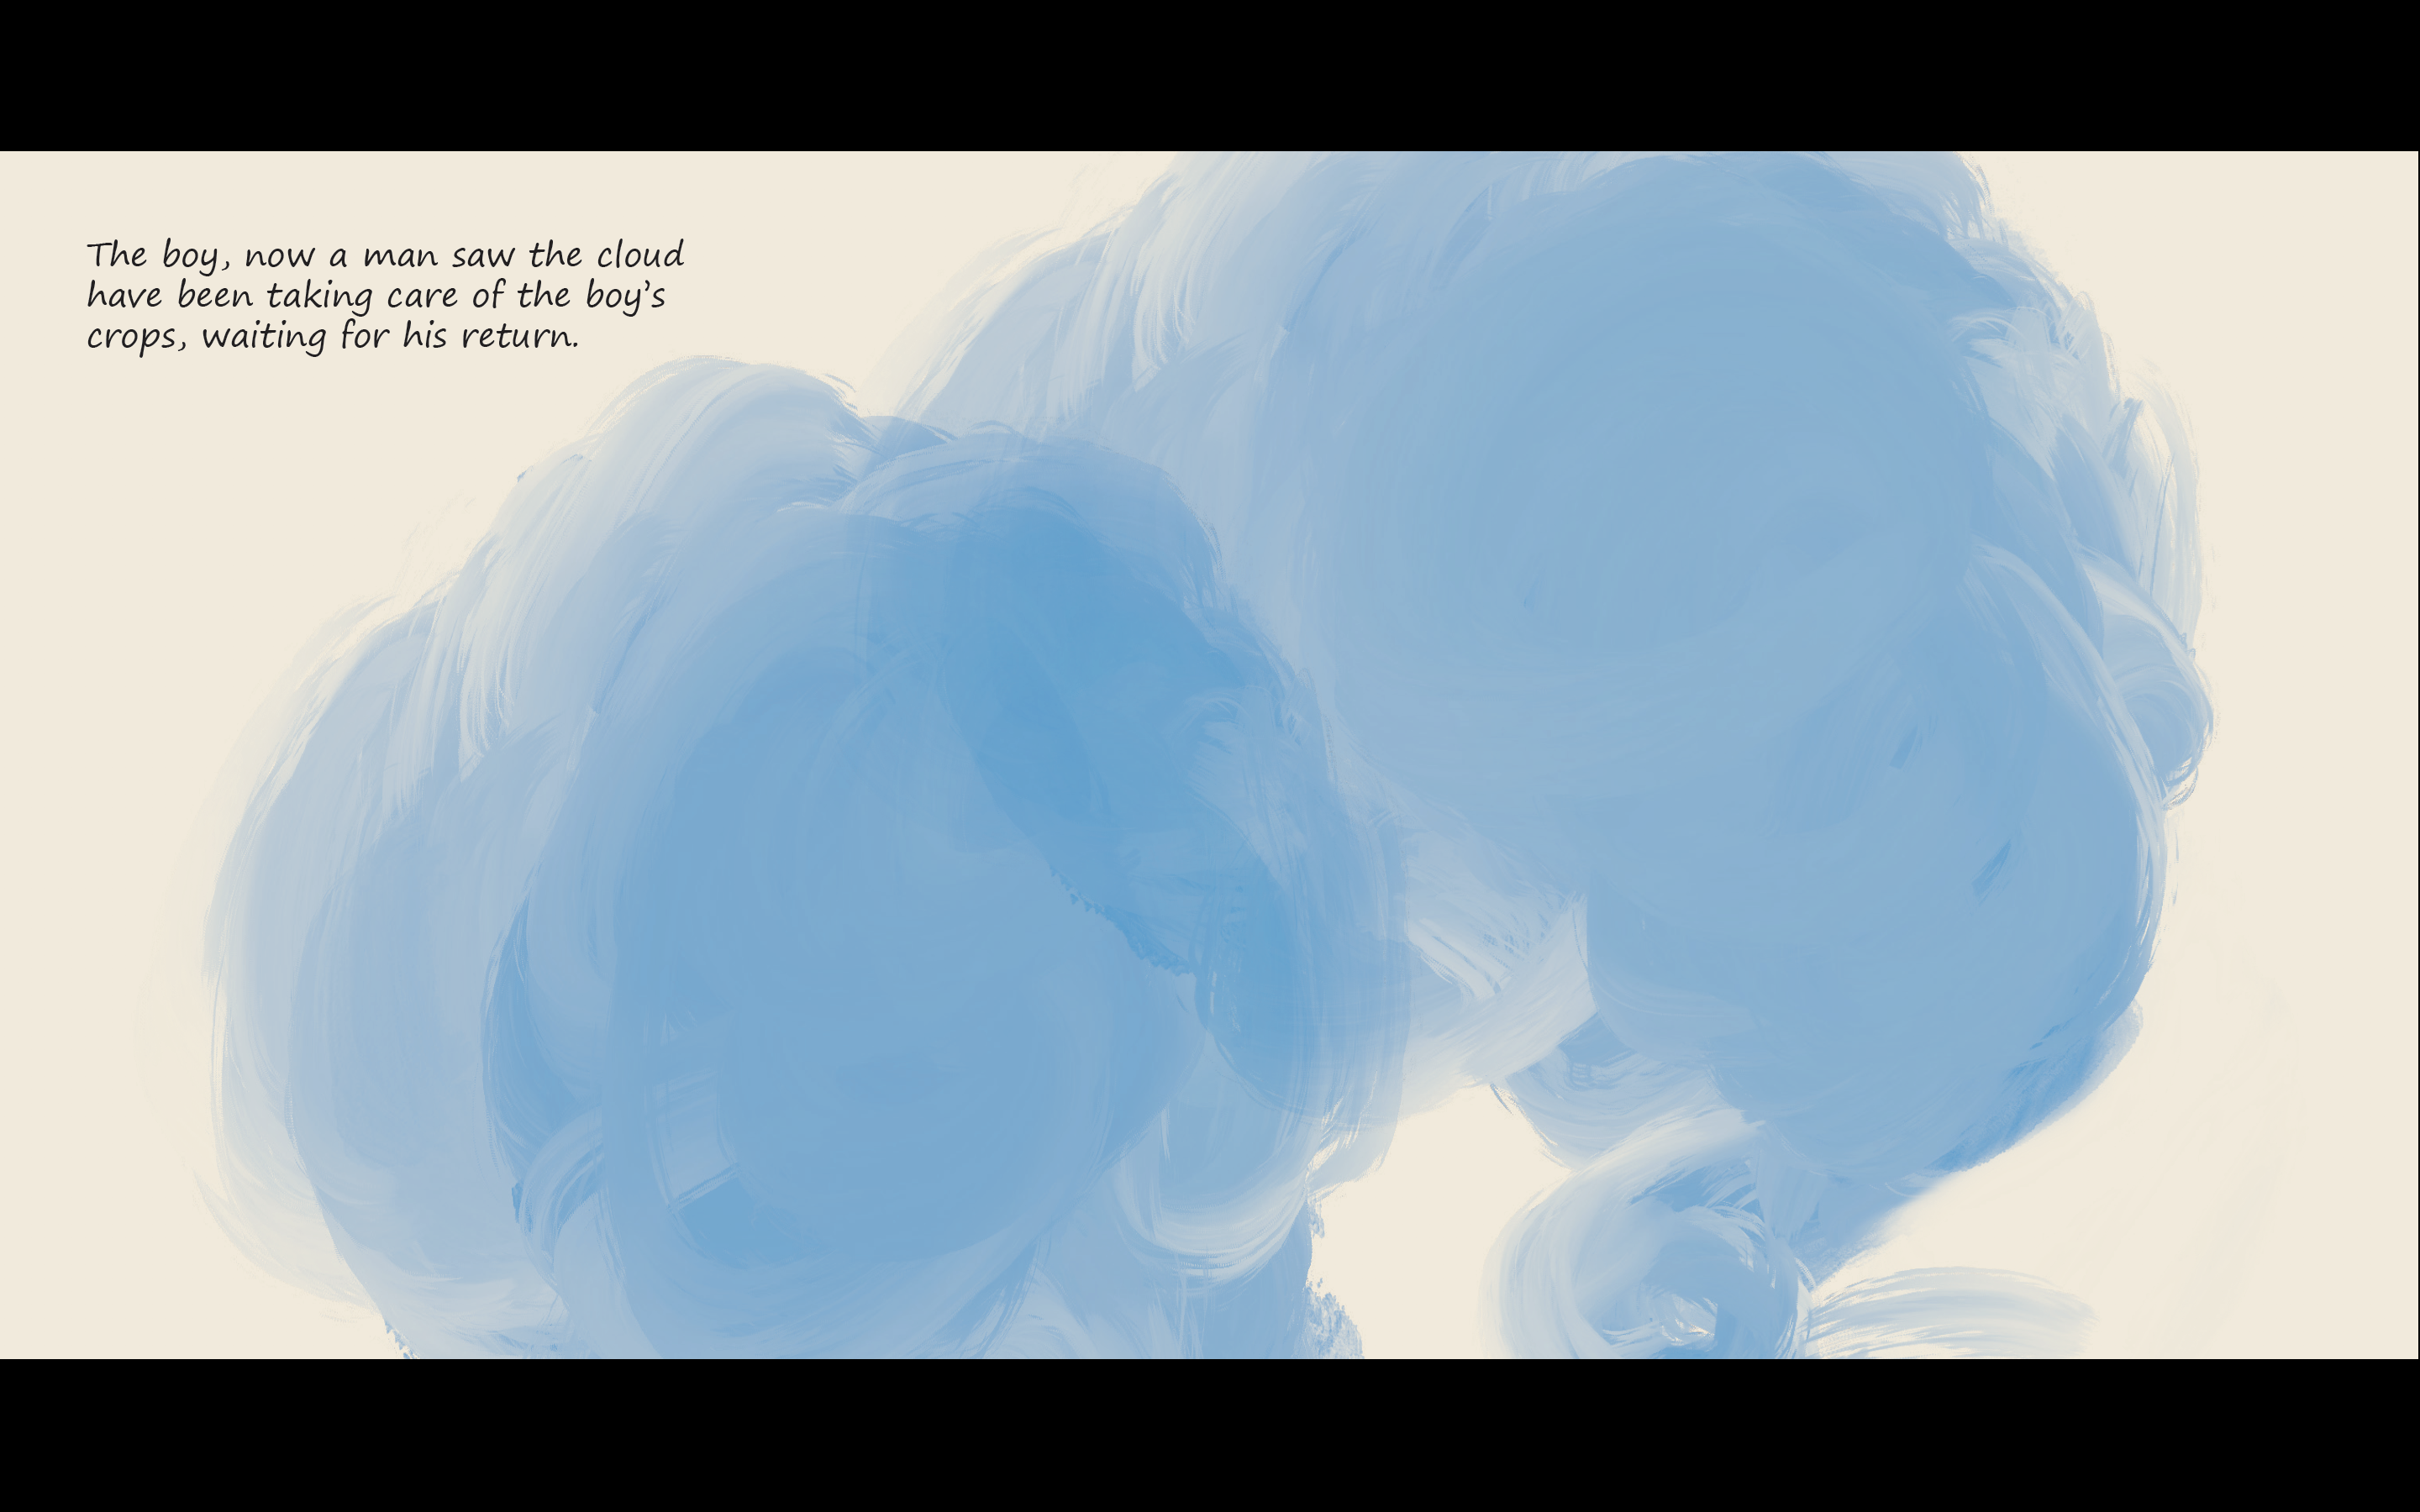 The boy, now a man saw the cloud
have been taking care of the boy’s
crops, waiting for his return.